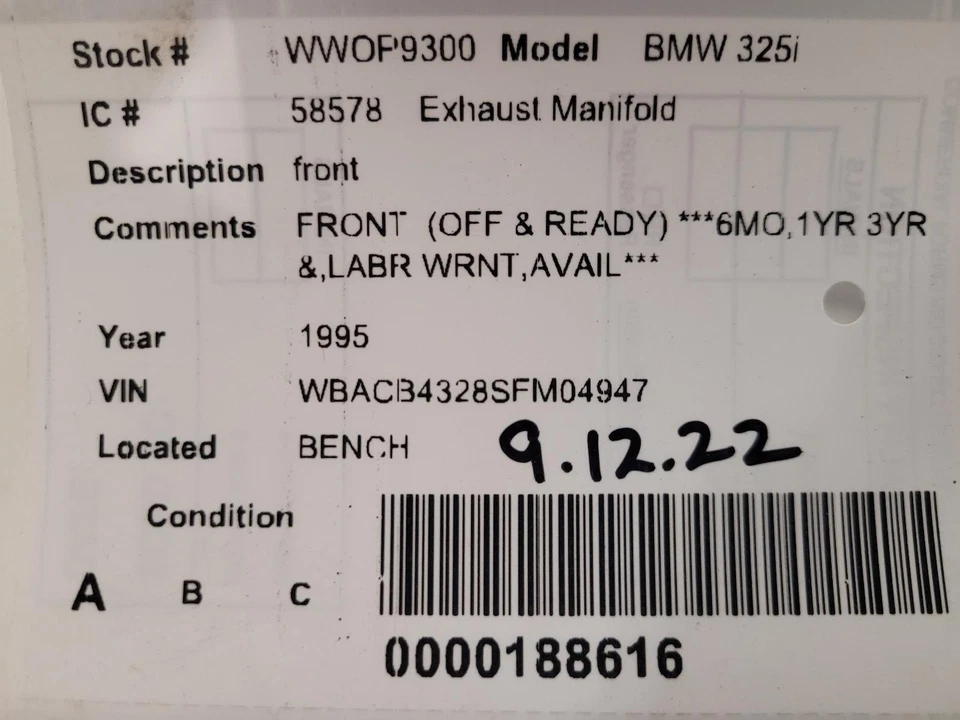 Stock # WWOP9300 Model BMW 325i
IC # 58578 Exhaust Manifold
Description front
Comments FRONT (OFF & READY) ***6MO,1YR 3YR
&,LABR WRNT,AVAIL***
Year 1995
VIN WBACB4328SFM04947
Located BENCH 9.12.22
Condition
A B C
0000188616